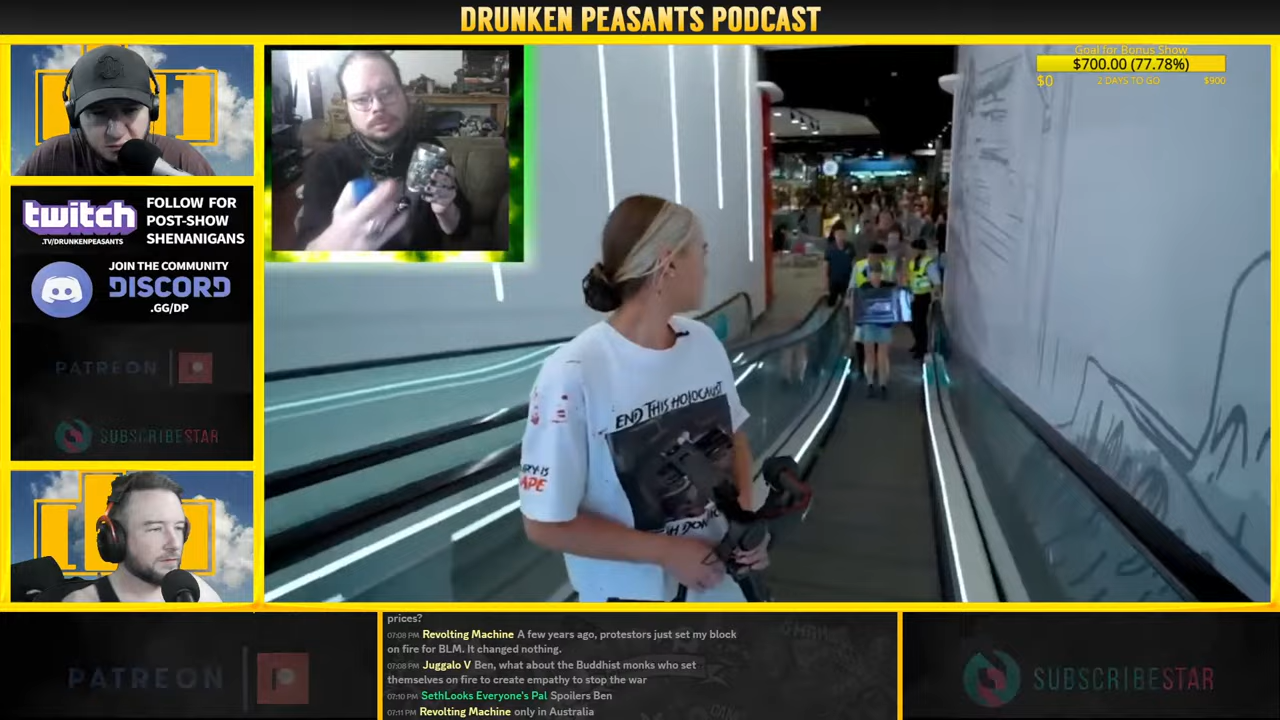 DRUNKEN PEASANTS PODCAST
Goal for Bonus Show
$700.00 (77.78%)
$0 2 DAYS TO GO $900
twitch
.TV/DRUNKENPEASANTS
FOLLOW FOR
POST-SHOW
SHENANIGANS
JOIN THE COMMUNITY
DISCORD
.GG/DP
PATREON
SUBSCRIBESTAR
END THIS HOLOCAUST
prices?
07:08 PM Revolting Machine A few years ago, protestors just set my block
on fire for BLM. It changed nothing.
07:08 PM Juggalo V Ben, what about the Buddhist monks who set
themselves on fire to create empathy to stop the war
07:10 PM SethLooks Everyone's Pal Spoilers Ben
07:11 PM Revolting Machine only in Australia
PATREON
SUBSCRIBESTAR